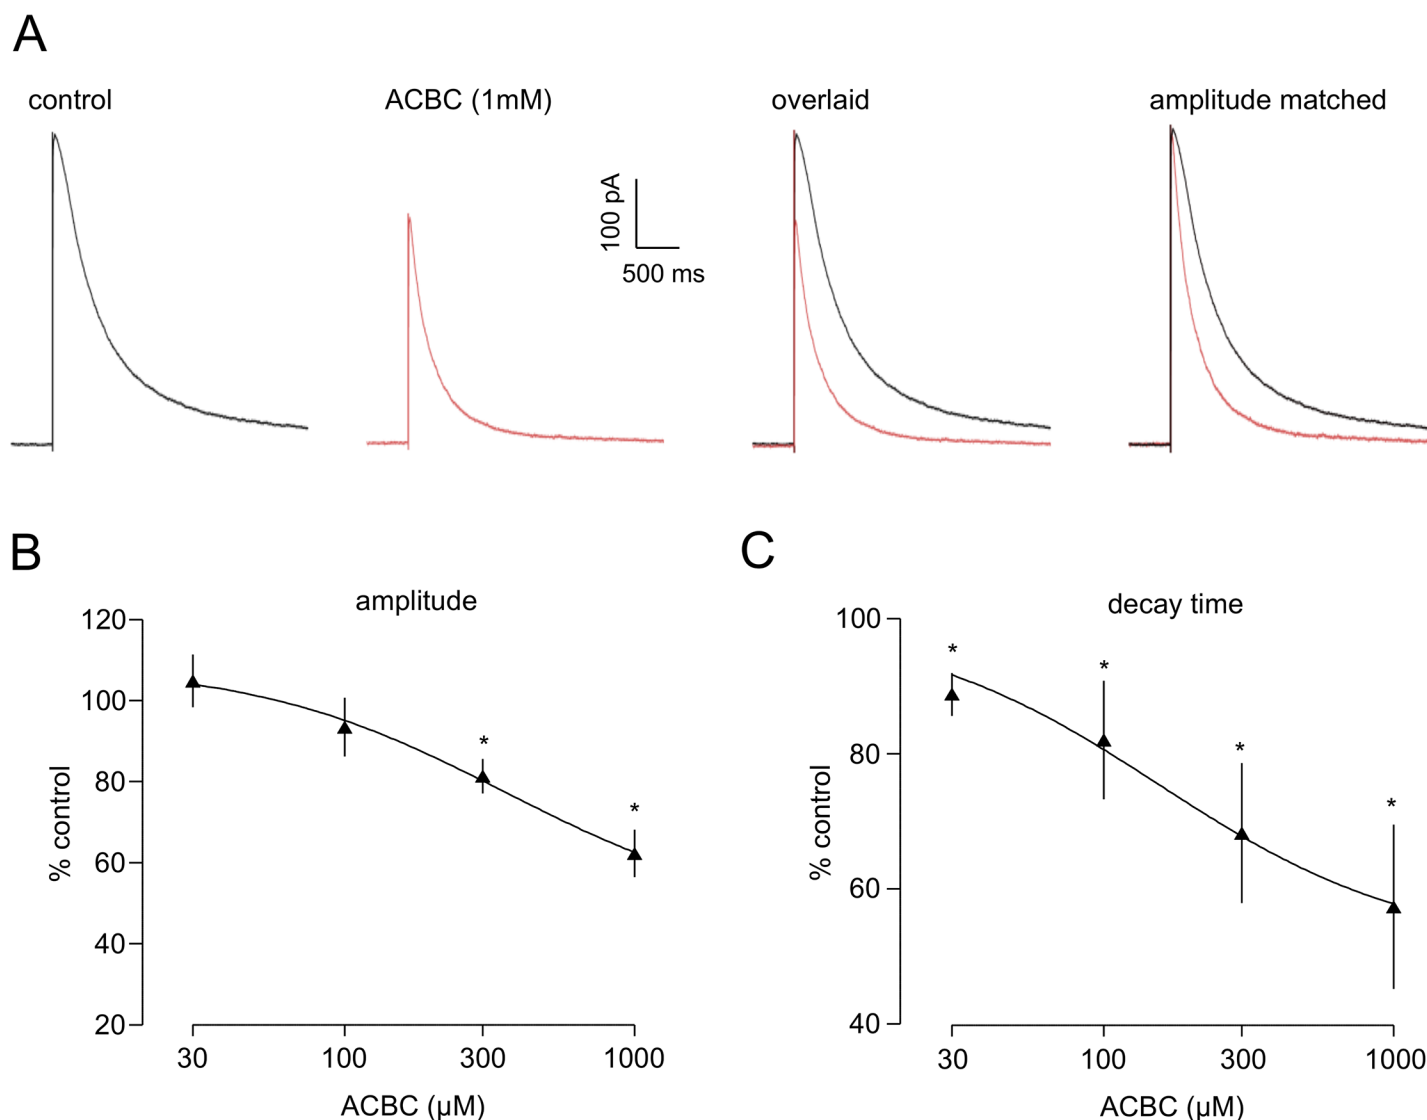 A
control
ACBC (1mM)
overlaid
amplitude matched
100 pA
500 ms
B
amplitude
120
100
80
60
40
20
% control
*
*
30
100
300
1000
ACBC (µM)
C
decay time
100
80
60
40
% control
*
*
*
*
30
100
300
1000
ACBC (µM)